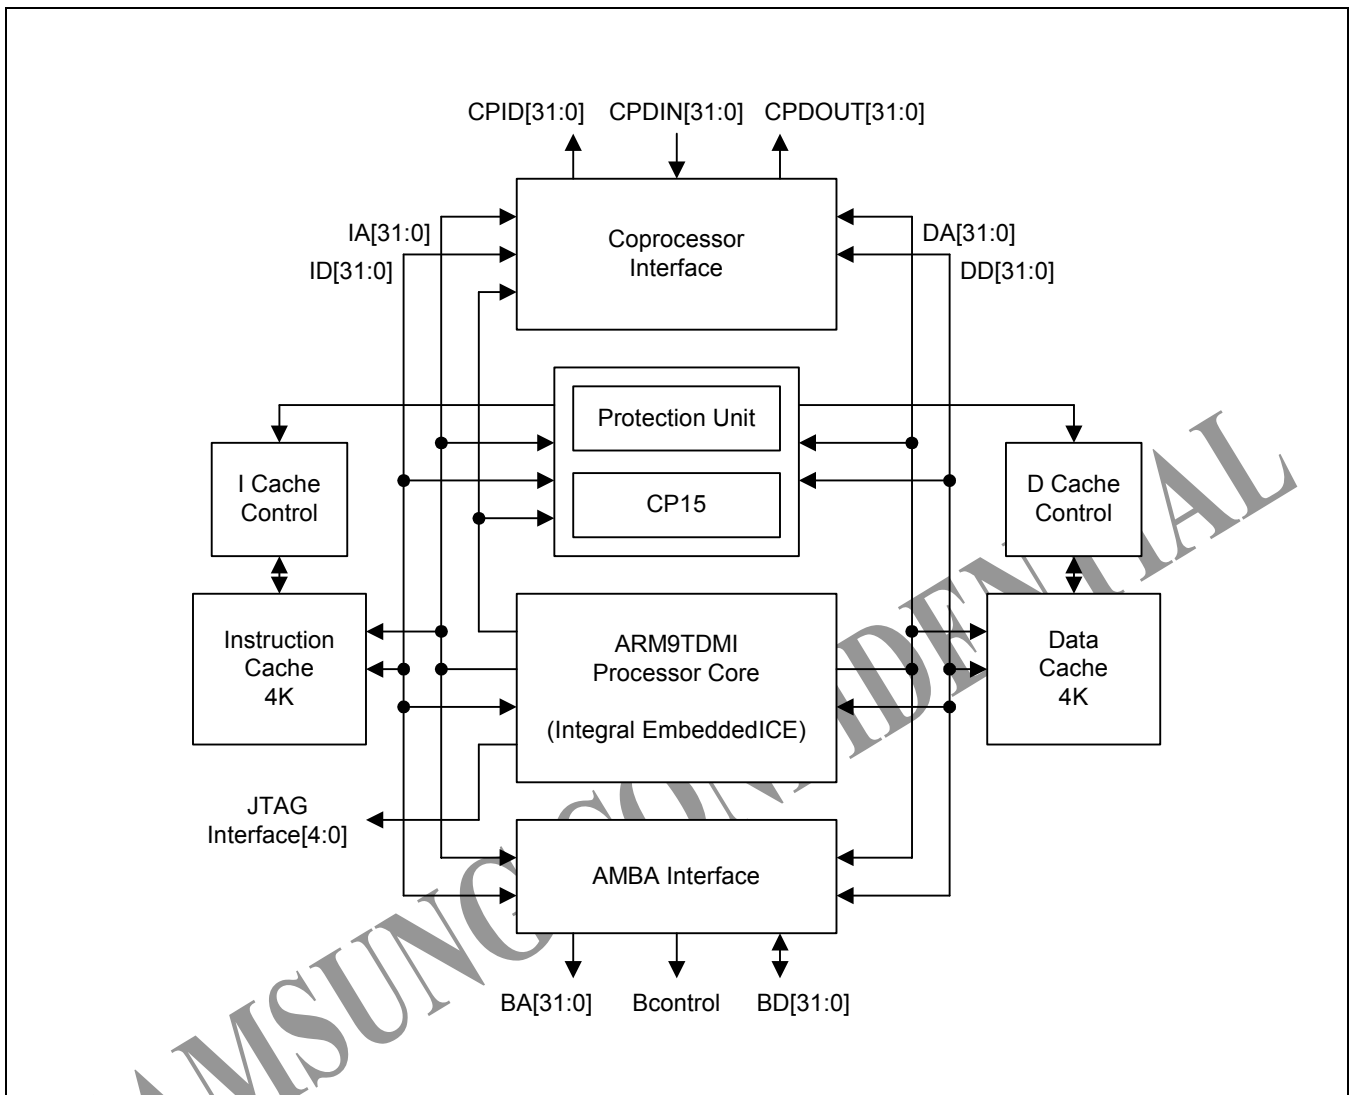 CPID[31:0] CPDIN[31:0] CPDOUT[31:0]
IA[31:0]
ID[31:0]
Coprocessor
Interface
DA[31:0]
DD[31:0]
Protection Unit
CP15
I Cache
Control
D Cache
Control
Instruction
Cache
4K
ARM9TDMI
Processor Core
(Integral EmbeddedICE)
Data
Cache
4K
JTAG
Interface[4:0]
AMBA Interface
BA[31:0] Bcontrol BD[31:0]
SAMSUNG CONFIDENTIAL